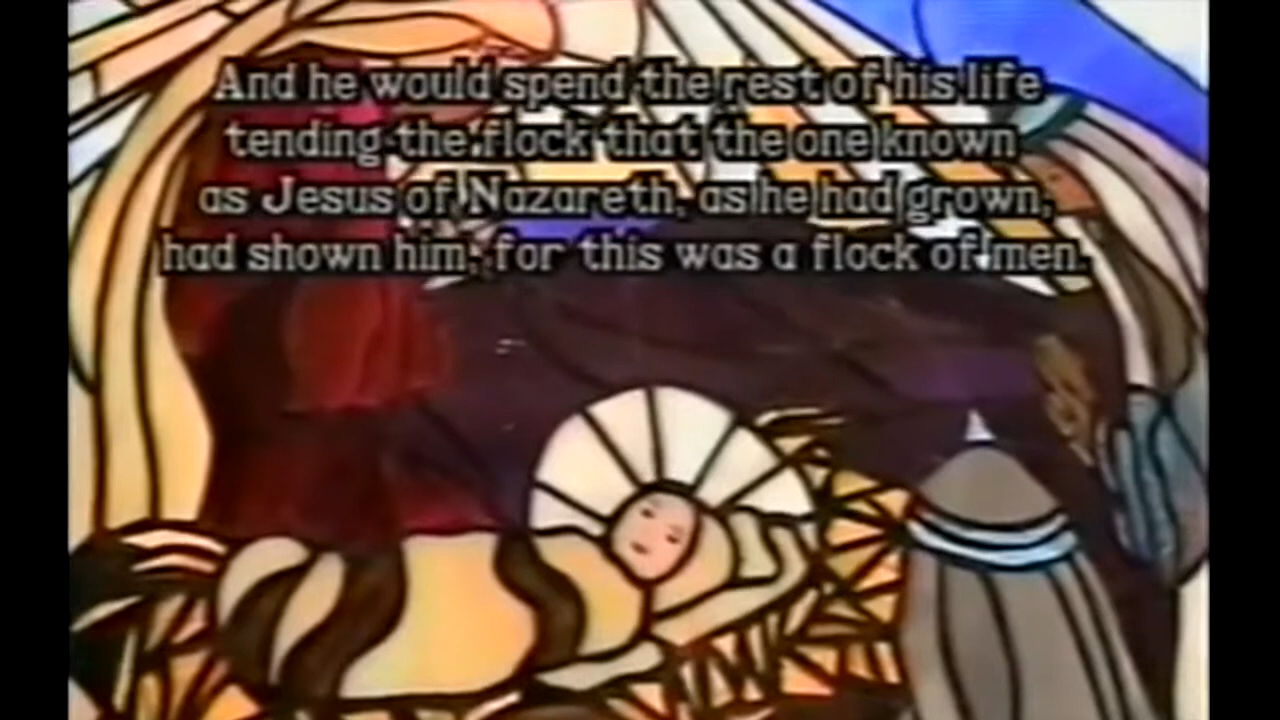 And he would spend the rest of his life
tending the flock that the one known
as Jesus of Nazareth, as he had grown,
had shown him; for this was a flock of men.